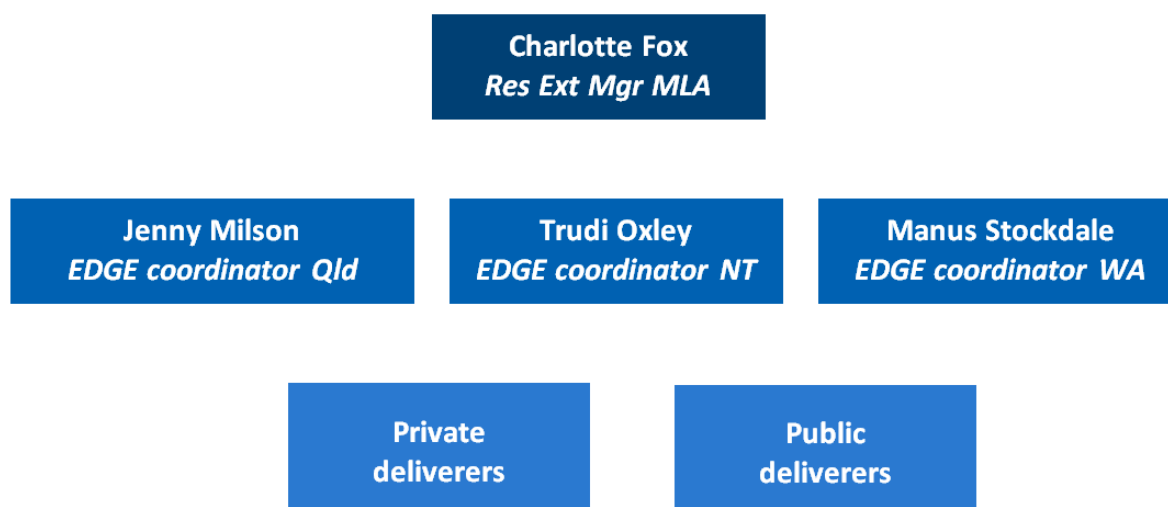 Charlotte Fox
Res Ext Mgr MLA
Jenny Milson
EDGE coordinator Qld
Trudi Oxley
EDGE coordinator NT
Manus Stockdale
EDGE coordinator WA
Private
deliverers
Public
deliverers